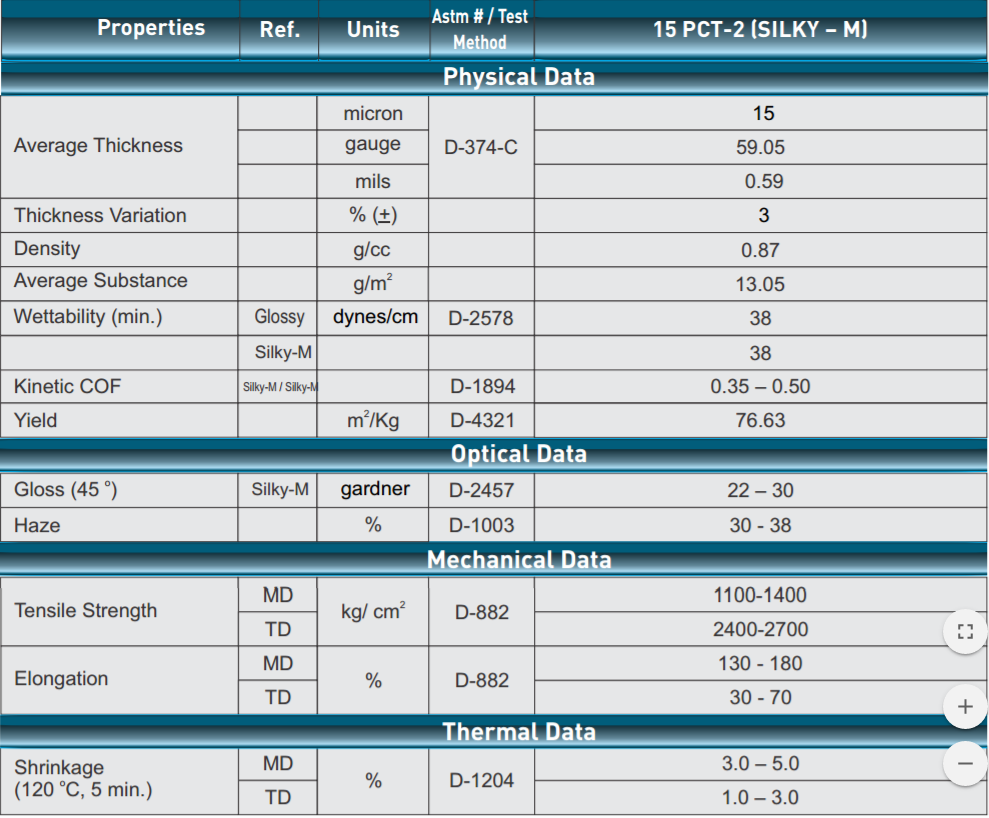 Properties Ref. Units Astm # / Test Method 15 PCT-2 (SILKY – M)
Physical Data
Average Thickness micron D-374-C 15
gauge 59.05
mils 0.59
Thickness Variation % (±) 3
Density g/cc 0.87
Average Substance g/m² 13.05
Wettability (min.) Glossy dynes/cm D-2578 38
Silky-M 38
Kinetic COF Silky-M / Silky-M D-1894 0.35 – 0.50
Yield m²/Kg D-4321 76.63
Optical Data
Gloss (45 °) Silky-M gardner D-2457 22 – 30
Haze % D-1003 30 - 38
Mechanical Data
Tensile Strength MD kg/ cm² D-882 1100-1400
TD 2400-2700
Elongation MD % D-882 130 - 180
TD 30 - 70
Thermal Data
Shrinkage (120 °C, 5 min.) MD % D-1204 3.0 – 5.0
TD 1.0 – 3.0